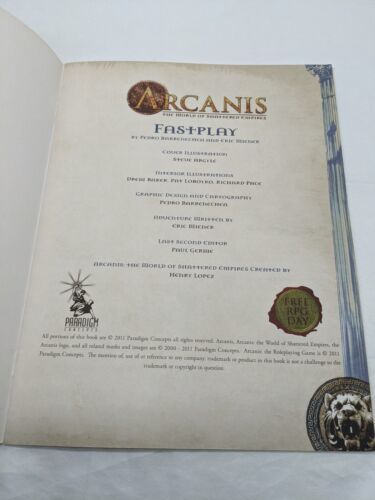 ARCANIS
THE WORLD OF SHATTERED EMPIRES
FASTPLAY
BY PEDRO BARRENECHEA AND ERIC WIENER
COVER ILLUSTRATION
STEVE ARGYLE
INTERIOR ILLUSTRATIONS
DREW BAKER, PAT LOBOYKO, RICHARD PACE
GRAPHIC DESIGN AND CARTOGRAPHY
PEDRO BARRENECHEA
ADVENTURE WRITTEN BY
ERIC WIENER
LAST SECOND EDITOR
PAUL GERWE
ARCANIS: THE WORLD OF SHATTERED EMPIRES CREATED BY
HENRY LOPEZ
PARADIGM
CONCEPTS
FREE
RPG
DAY
All portions of this book are © 2011 Paradigm Concepts all rights reserved. Arcanis, Arcanis: the World of Shattered Empires, the
Arcanis logo, and all related marks and images are © 2000 - 2011 Paradigm Concepts. Arcanis: the Roleplaying Game is © 2011
Paradigm Concepts. The mention of, use of or reference to any company, trademark or product in this book is not a challenge to the
trademark or copyright in question.
1